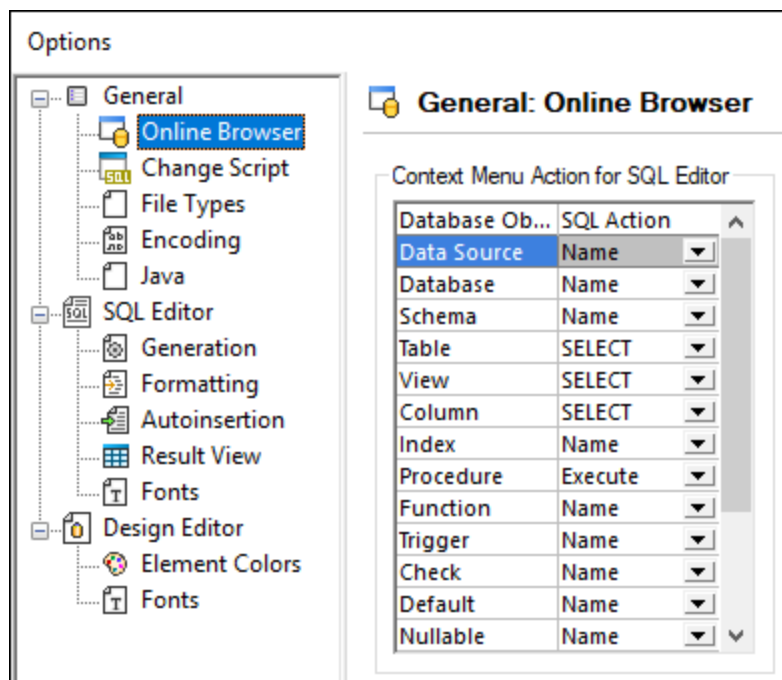 Options
General
Online Browser
Change Script
File Types
Encoding
Java
SQL Editor
Generation
Formatting
Autoinsertion
Result View
Fonts
Design Editor
Element Colors
Fonts
General: Online Browser
Context Menu Action for SQL Editor
Database Ob... SQL Action
Data Source Name
Database Name
Schema Name
Table SELECT
View SELECT
Column SELECT
Index Name
Procedure Execute
Function Name
Trigger Name
Check Name
Default Name
Nullable Name